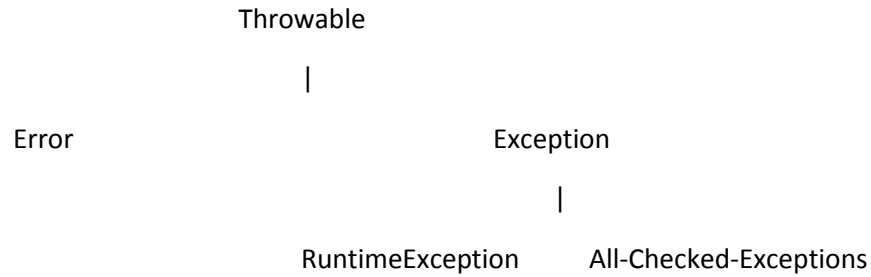 Throwable
|
Error Exception
|
RuntimeException All-Checked-Exceptions